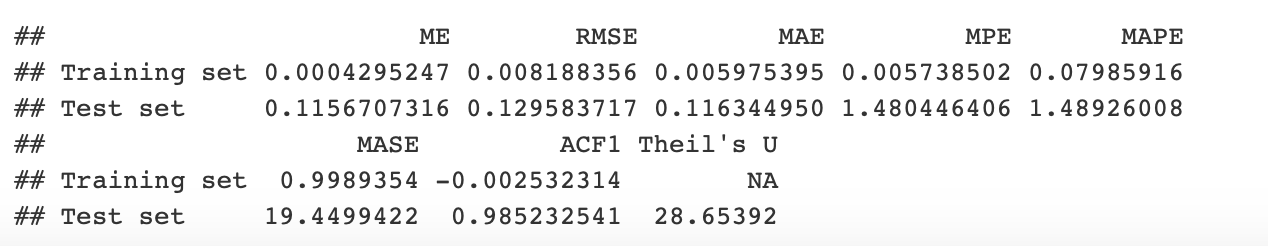 ##                        ME        RMSE         MAE         MPE       MAPE
## Training set 0.0004295247 0.008188356 0.005975395 0.005738502 0.07985916
## Test set     0.1156707316 0.129583717 0.116344950 1.480446406 1.48926008
##                    MASE         ACF1 Theil's U
## Training set  0.9989354 -0.002532314        NA
## Test set     19.4499422  0.985232541  28.65392